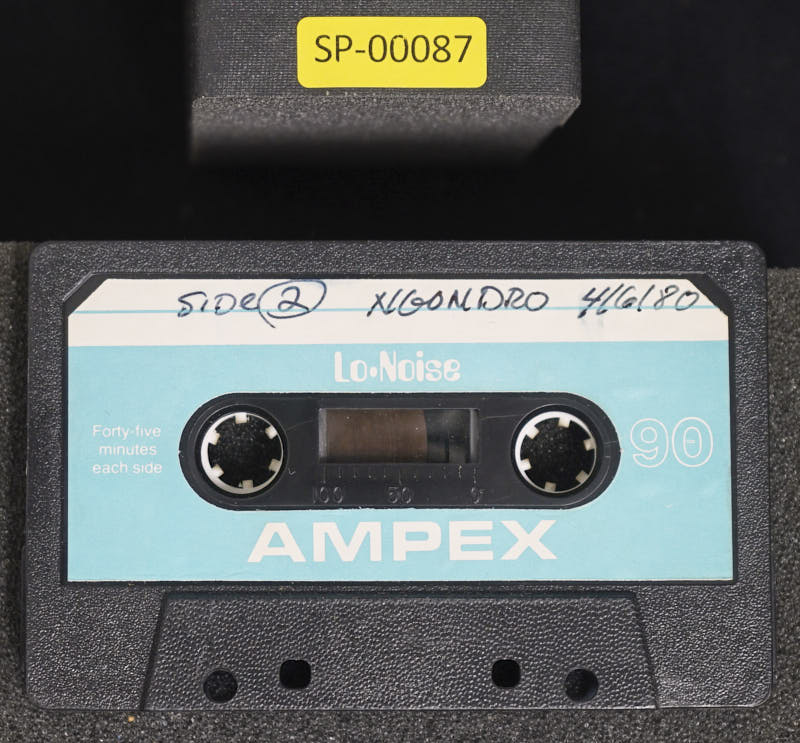 SP-00087
SIDE 2 NGONDRO 4/6/80
Lo•Noise
Forty-five
minutes
each side
90
100 50 0
AMPEX